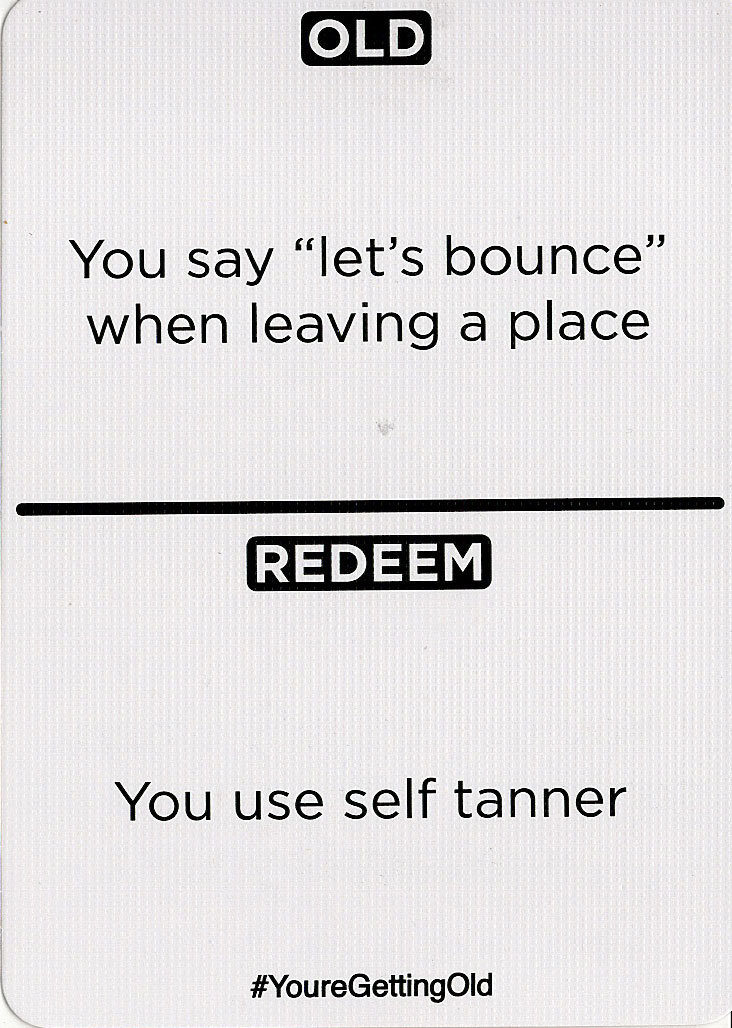 OLD
You say “let’s bounce”
when leaving a place
REDEEM
You use self tanner
#YoureGettingOld